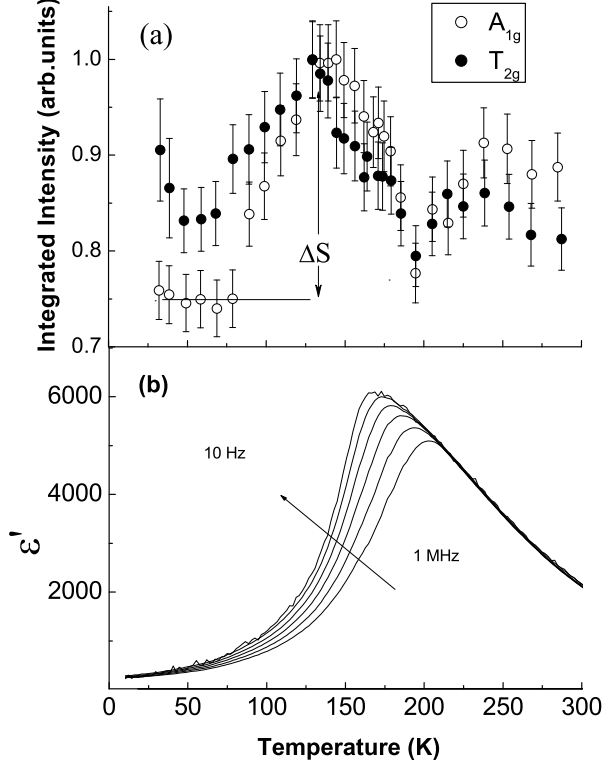 (a)
A1g
T2g
Integrated Intensity (arb.units)
1.0
0.9
0.8
0.7
ΔS
(b)
6000
4000
2000
ε'
10 Hz
1 MHz
0
50
100
150
200
250
300
Temperature (K)